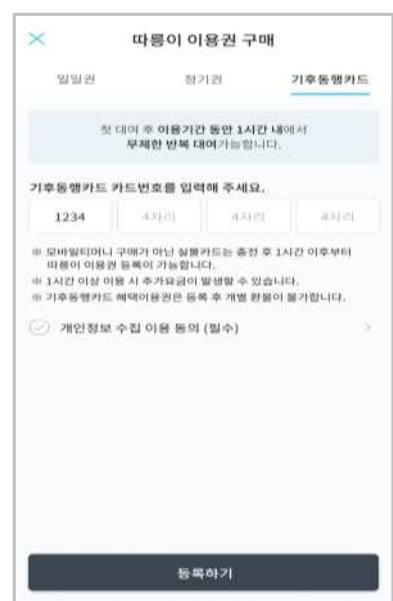 따릉이 이용권 구매
일일권 정기권 기후동행카드
첫 대여 후 이용기간 동안 1시간 내에서
무제한 반복 대여가능합니다.
기후동행카드 카드번호를 입력해 주세요.
1234 4자리 4자리 4자리
※ 모바일티머니 구매가 아닌 실물카드는 충전 후 1시간 이후부터
따릉이 이용권 등록이 가능합니다.
※ 1시간 이상 이용 시 추가요금이 발생할 수 있습니다.
※ 기후동행카드 혜택이용권은 등록 후 개별 환불이 불가합니다.
개인정보 수집 이용 동의 (필수)
등록하기